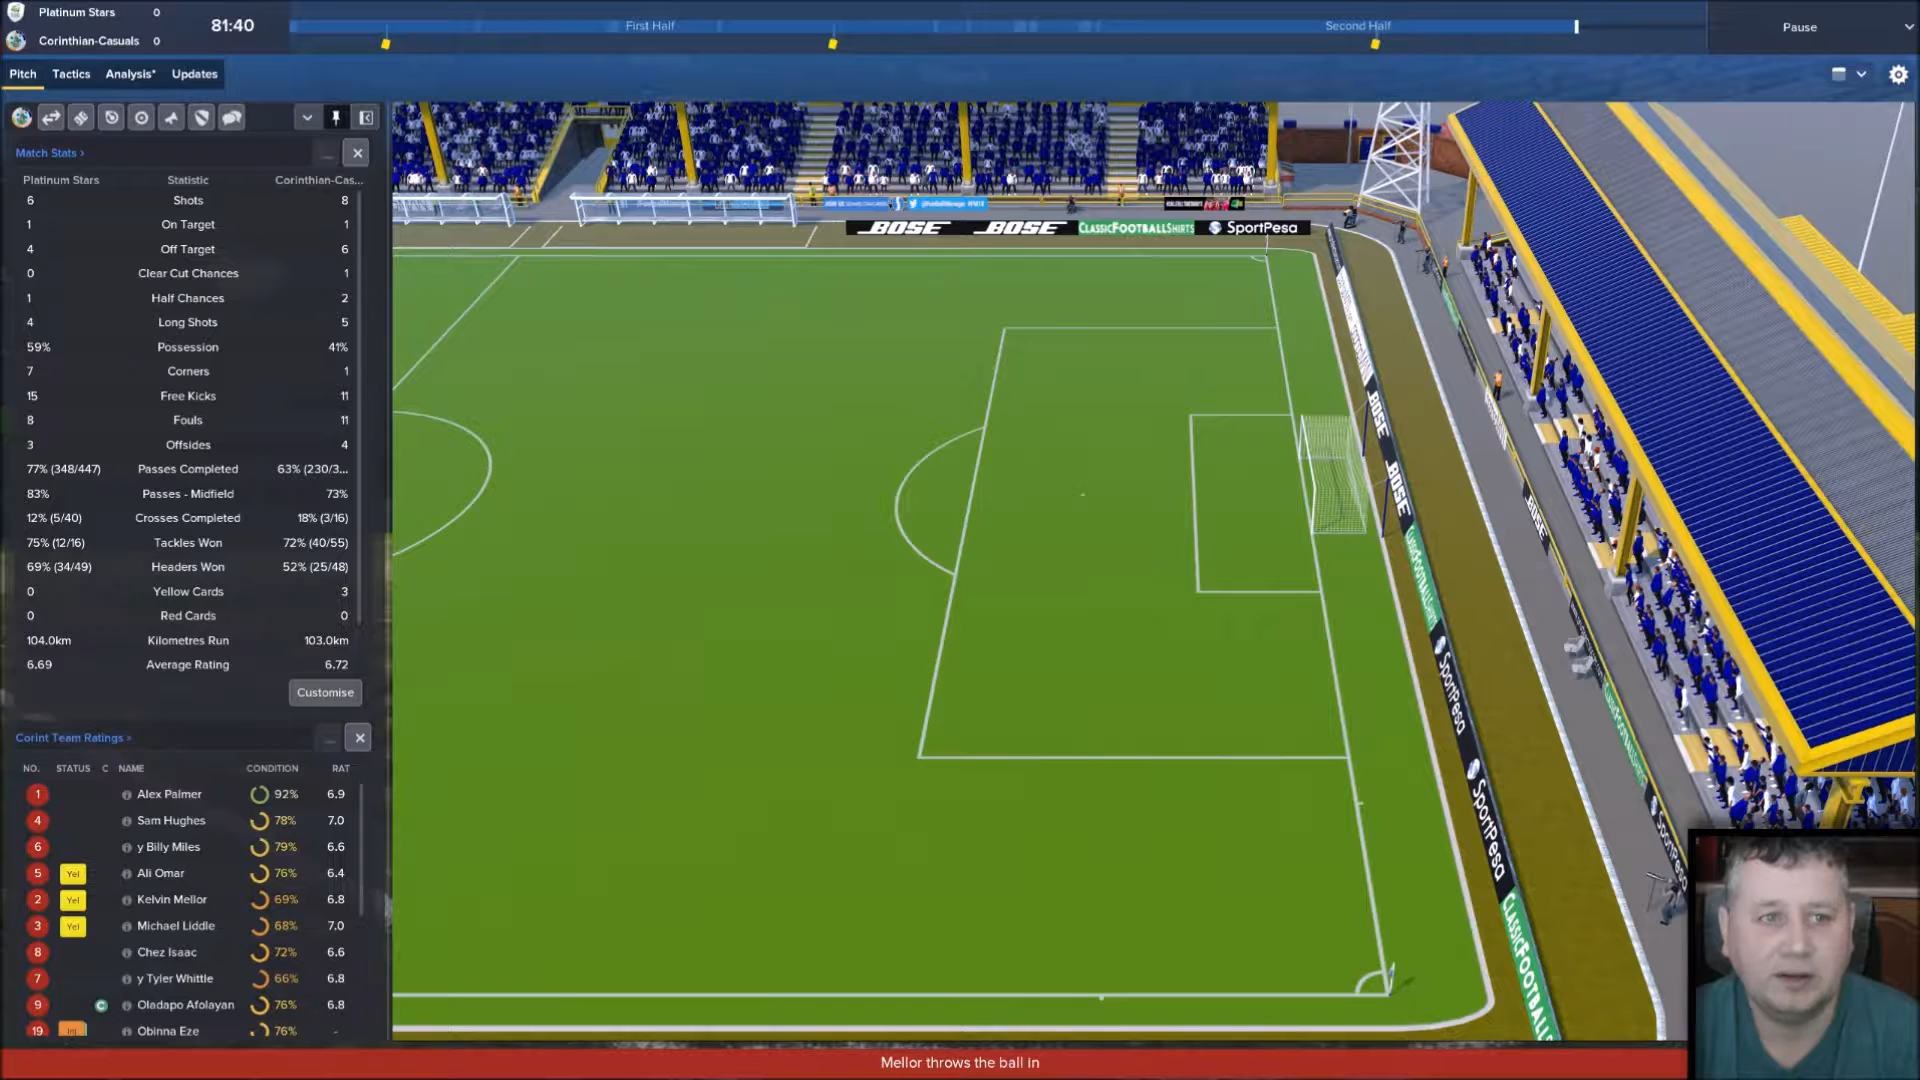 Platinum Stars 0
Corinthian-Casuals 0
81:40
First Half
Second Half
Pause
Pitch Tactics Analysis* Updates
Match Stats ›
Platinum Stars Statistic Corinthian-Cas...
6 Shots 8
1 On Target 1
4 Off Target 6
0 Clear Cut Chances 1
1 Half Chances 2
4 Long Shots 5
59% Possession 41%
7 Corners 1
15 Free Kicks 11
8 Fouls 11
3 Offsides 4
77% (348/447) Passes Completed 63% (230/3...
83% Passes - Midfield 73%
12% (5/40) Crosses Completed 18% (3/16)
75% (12/16) Tackles Won 72% (40/55)
69% (34/49) Headers Won 52% (25/48)
0 Yellow Cards 3
0 Red Cards 0
104.0km Kilometres Run 103.0km
6.69 Average Rating 6.72
Customise
Corint Team Ratings ›
NO. STATUS C NAME CONDITION RAT
1 Alex Palmer 92% 6.9
4 Sam Hughes 78% 7.0
6 y Billy Miles 79% 6.6
5 Yel Ali Omar 76% 6.4
2 Yel Kelvin Mellor 69% 6.8
3 Yel Michael Liddle 68% 7.0
8 Chez Isaac 72% 6.6
7 y Tyler Whittle 66% 6.8
9 C Oladapo Afolayan 76% 6.8
19 Inj Obinna Eze 76% -
BOSE BOSE CLASSICFOOTBALLSHIRTS SportPesa
BOSE
BOSE
CLASSICFOOTBALLSHIRTS
SportPesa
SportPesa
CLASSICFOOTBALLS
BOSE
CLASSICFOOTBALLSHIRTS
SportPesa
Mellor throws the ball in